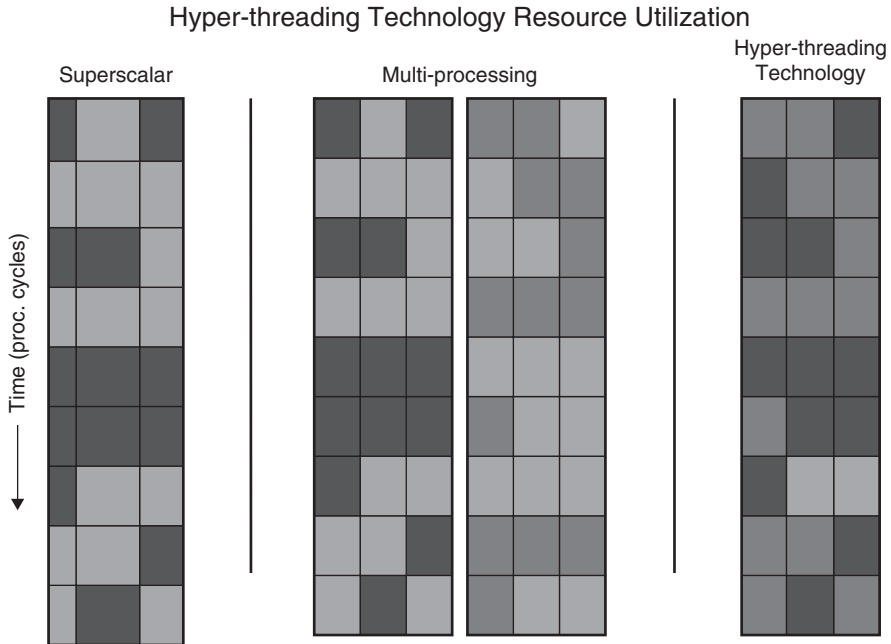 Hyper-threading Technology Resource Utilization
Superscalar
Multi-processing
Hyper-threading
Technology
Time (proc. cycles)